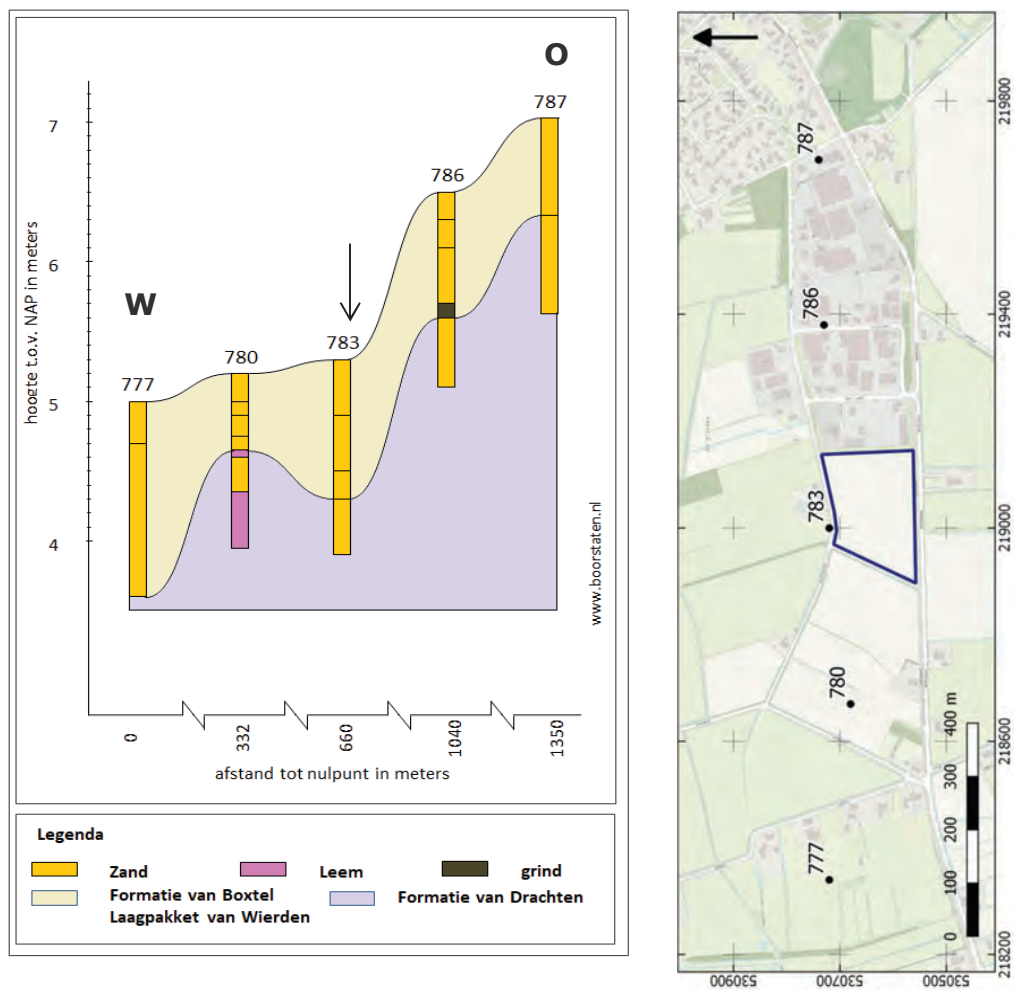 O
787
7
786
6
W
783
780
777
5
4
hoogte t.o.v. NAP in meters
www.boorstaten.nl
0
332
660
1040
1350
afstand tot nulpunt in meters
Legenda
Zand
Leem
grind
Formatie van Boxtel
Laagpakket van Wierden
Formatie van Drachten
219800
787
786
219400
783
219000
780
218600
777
218200
0
100
200
300
400 m
530900
530700
530500